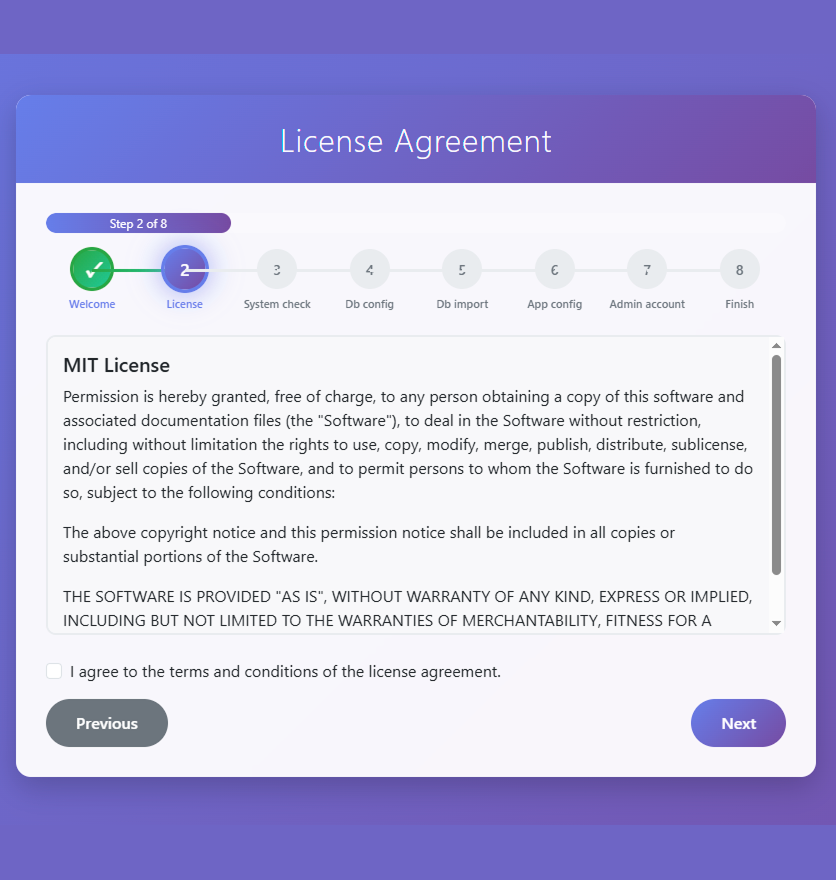 License Agreement
Step 2 of 8
✓ 2 3 4 5 6 7 8
Welcome License System check Db config Db import App config Admin account Finish
MIT License
Permission is hereby granted, free of charge, to any person obtaining a copy of this software and
associated documentation files (the "Software"), to deal in the Software without restriction,
including without limitation the rights to use, copy, modify, merge, publish, distribute, sublicense,
and/or sell copies of the Software, and to permit persons to whom the Software is furnished to do
so, subject to the following conditions:
The above copyright notice and this permission notice shall be included in all copies or
substantial portions of the Software.
THE SOFTWARE IS PROVIDED "AS IS", WITHOUT WARRANTY OF ANY KIND, EXPRESS OR IMPLIED,
INCLUDING BUT NOT LIMITED TO THE WARRANTIES OF MERCHANTABILITY, FITNESS FOR A
I agree to the terms and conditions of the license agreement.
Previous
Next